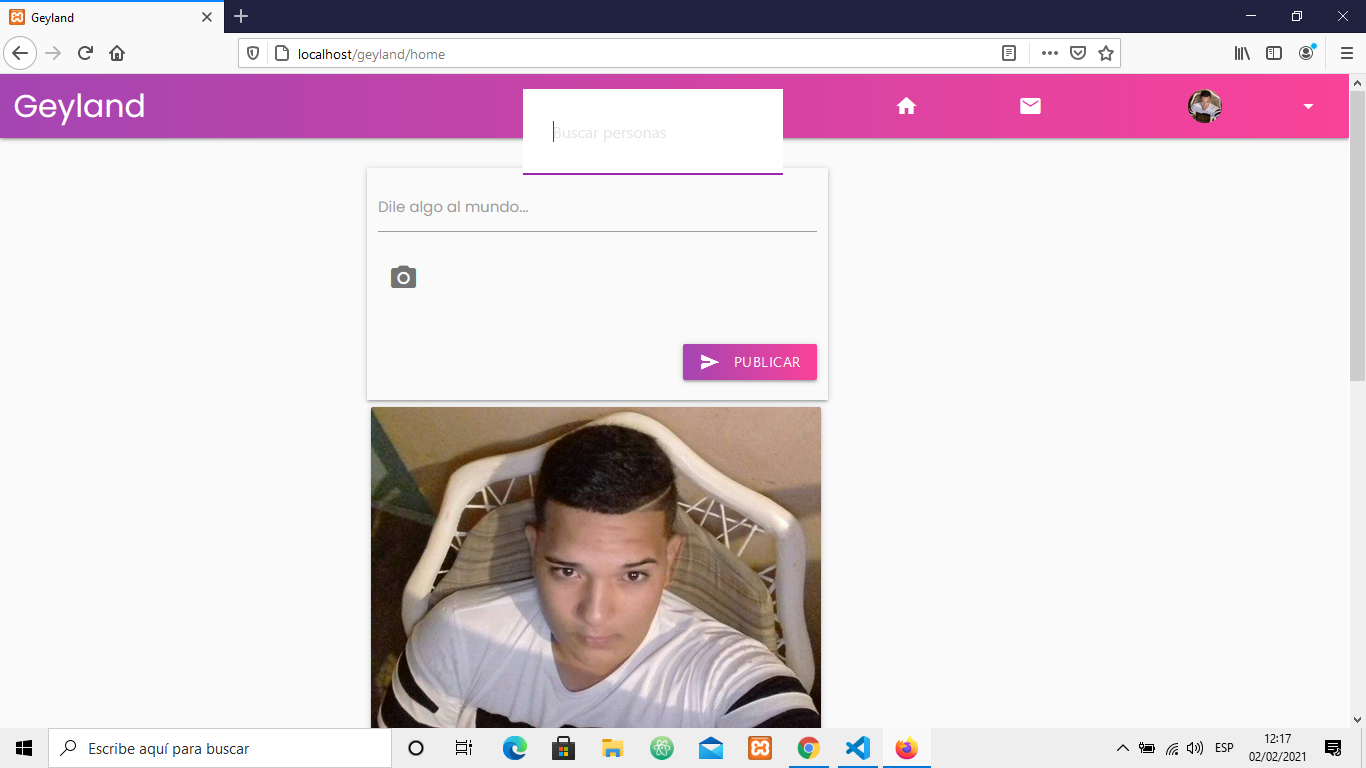 Geyland
localhost/geyland/home
Geyland
Buscar personas
Dile algo al mundo...
PUBLICAR
Escribe aquí para buscar
ESP
12:17
02/02/2021